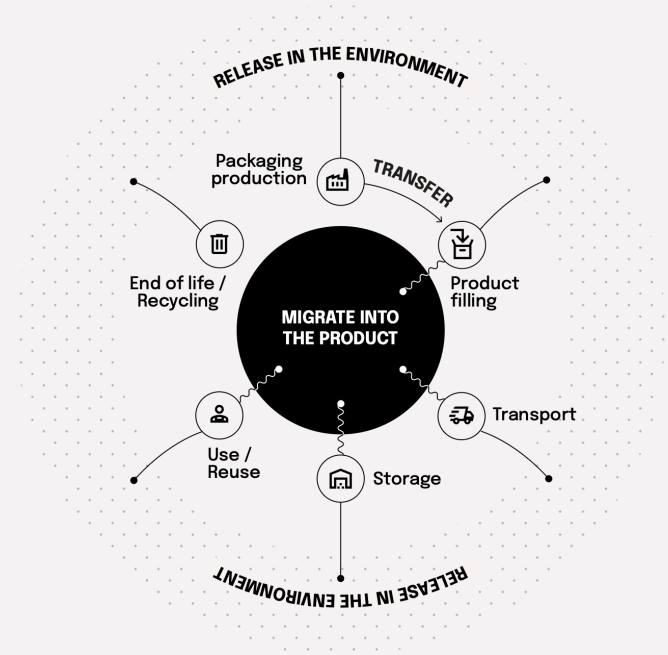 RELEASE IN THE ENVIRONMENT
Packaging
production
TRANSFER
End of life /
Recycling
Product
filling
MIGRATE INTO
THE PRODUCT
Use /
Reuse
Transport
Storage
RELEASE IN THE ENVIRONMENT